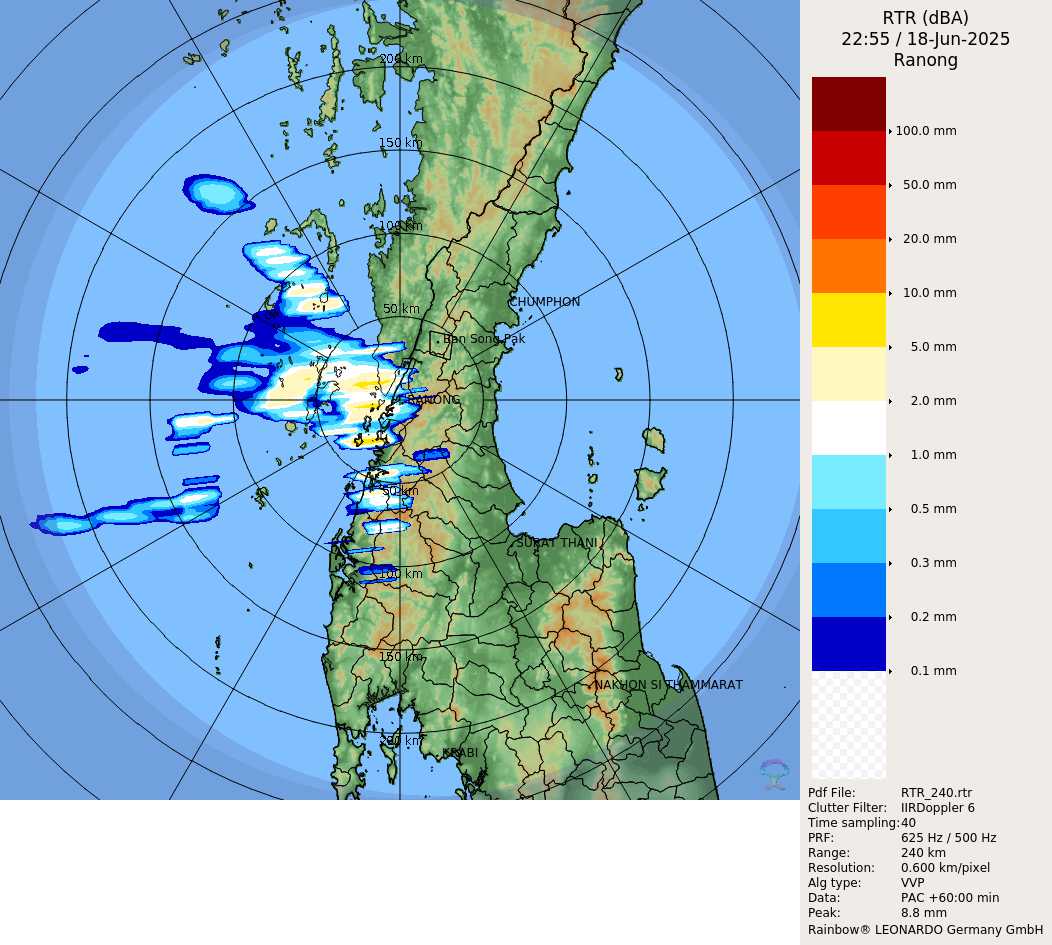 RTR (dBA)
22:55 / 18-Jun-2025
Ranong
200 km
150 km
100 km
50 km
CHUMPHON
Ban Song Pak
RANONG
50 km
SURAT THANI
100 km
150 km
NAKHON SI THAMMARAT
200 km
KRABI
100.0 mm
50.0 mm
20.0 mm
10.0 mm
5.0 mm
2.0 mm
1.0 mm
0.5 mm
0.3 mm
0.2 mm
0.1 mm
Pdf File: RTR_240.rtr
Clutter Filter: IIRDoppler 6
Time sampling:40
PRF: 625 Hz / 500 Hz
Range: 240 km
Resolution: 0.600 km/pixel
Alg type: VVP
Data: PAC +60:00 min
Peak: 8.8 mm
Rainbow® LEONARDO Germany GmbH